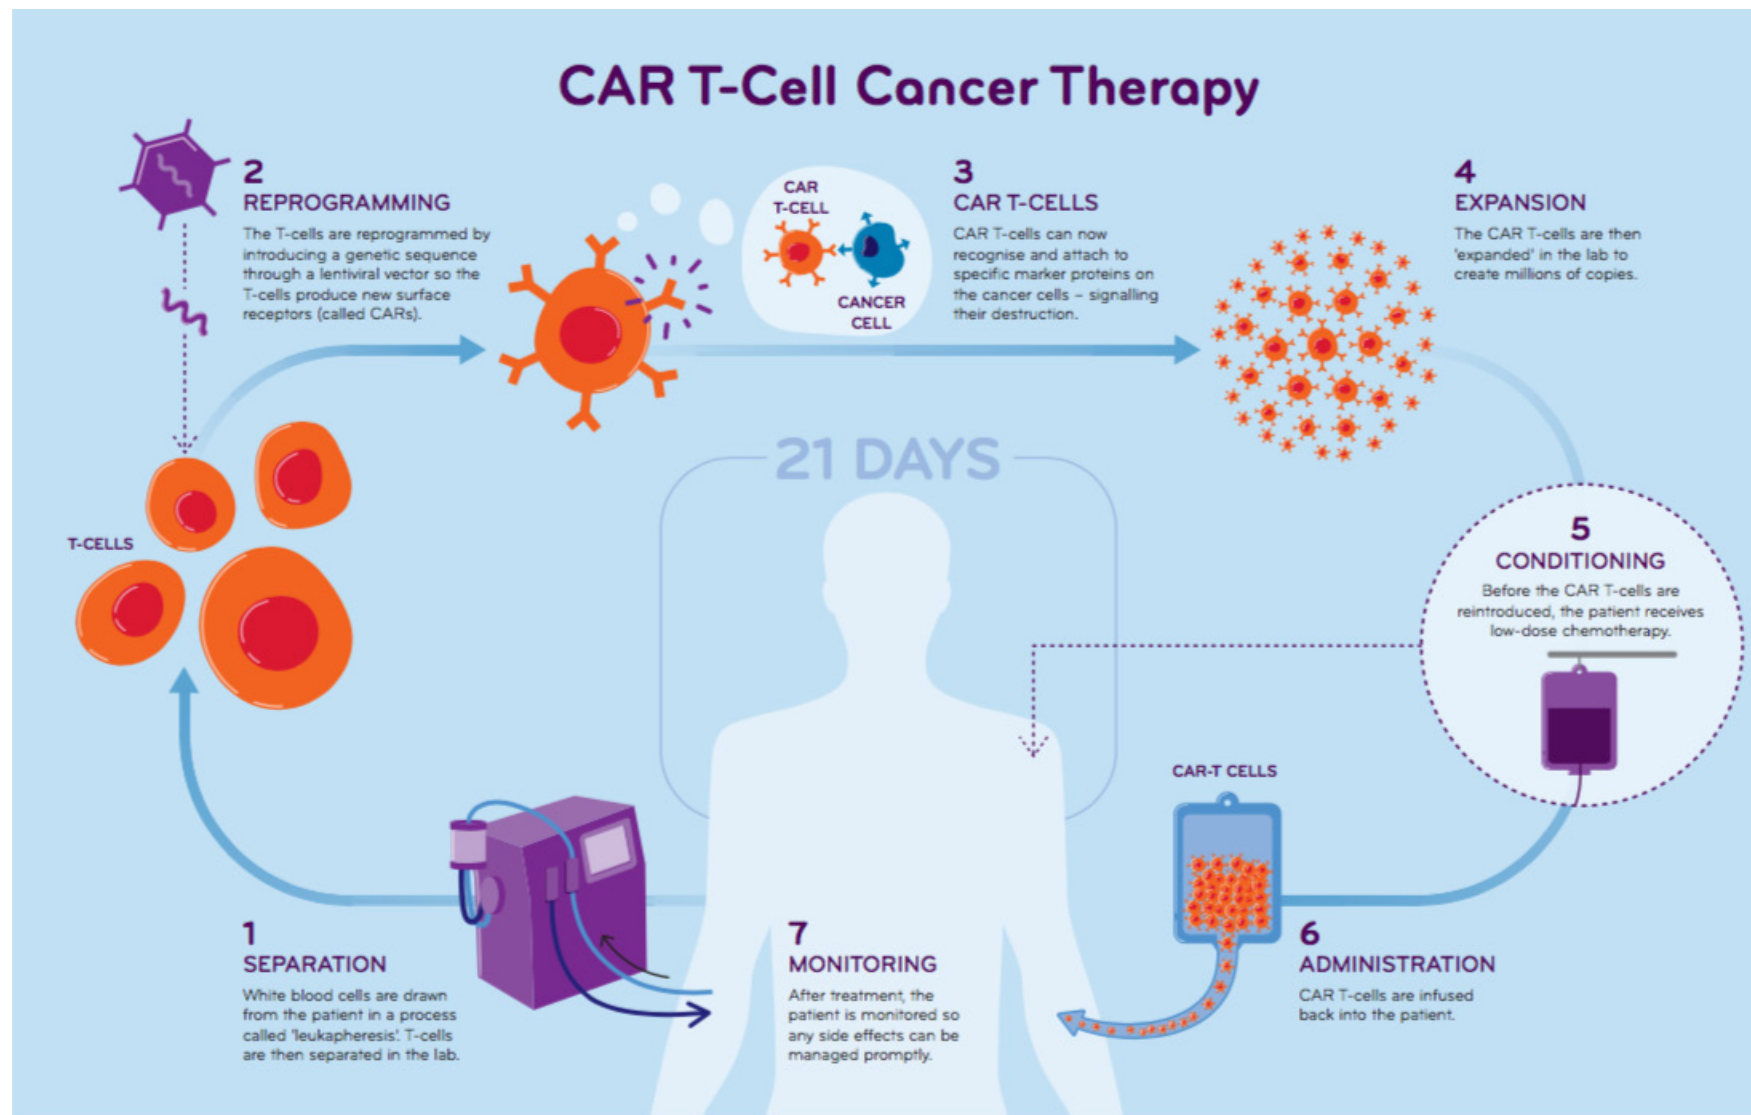 CAR T-Cell Cancer Therapy
2
REPROGRAMMING
The T-cells are reprogrammed by
introducing a genetic sequence
through a lentiviral vector so the
T-cells produce new surface
receptors (called CARs).
CAR
T-CELL
CANCER
CELL
3
CAR T-CELLS
CAR T-cells can now
recognise and attach to
specific marker proteins on
the cancer cells – signalling
their destruction.
4
EXPANSION
The CAR T-cells are then
'expanded' in the lab to
create millions of copies.
21 DAYS
T-CELLS
5
CONDITIONING
Before the CAR T-cells are
reintroduced, the patient receives
low-dose chemotherapy.
CAR-T CELLS
1
SEPARATION
White blood cells are drawn
from the patient in a process
called 'leukapheresis'. T-cells
are then separated in the lab.
7
MONITORING
After treatment, the
patient is monitored so
any side effects can be
managed promptly.
6
ADMINISTRATION
CAR T-cells are infused
back into the patient.